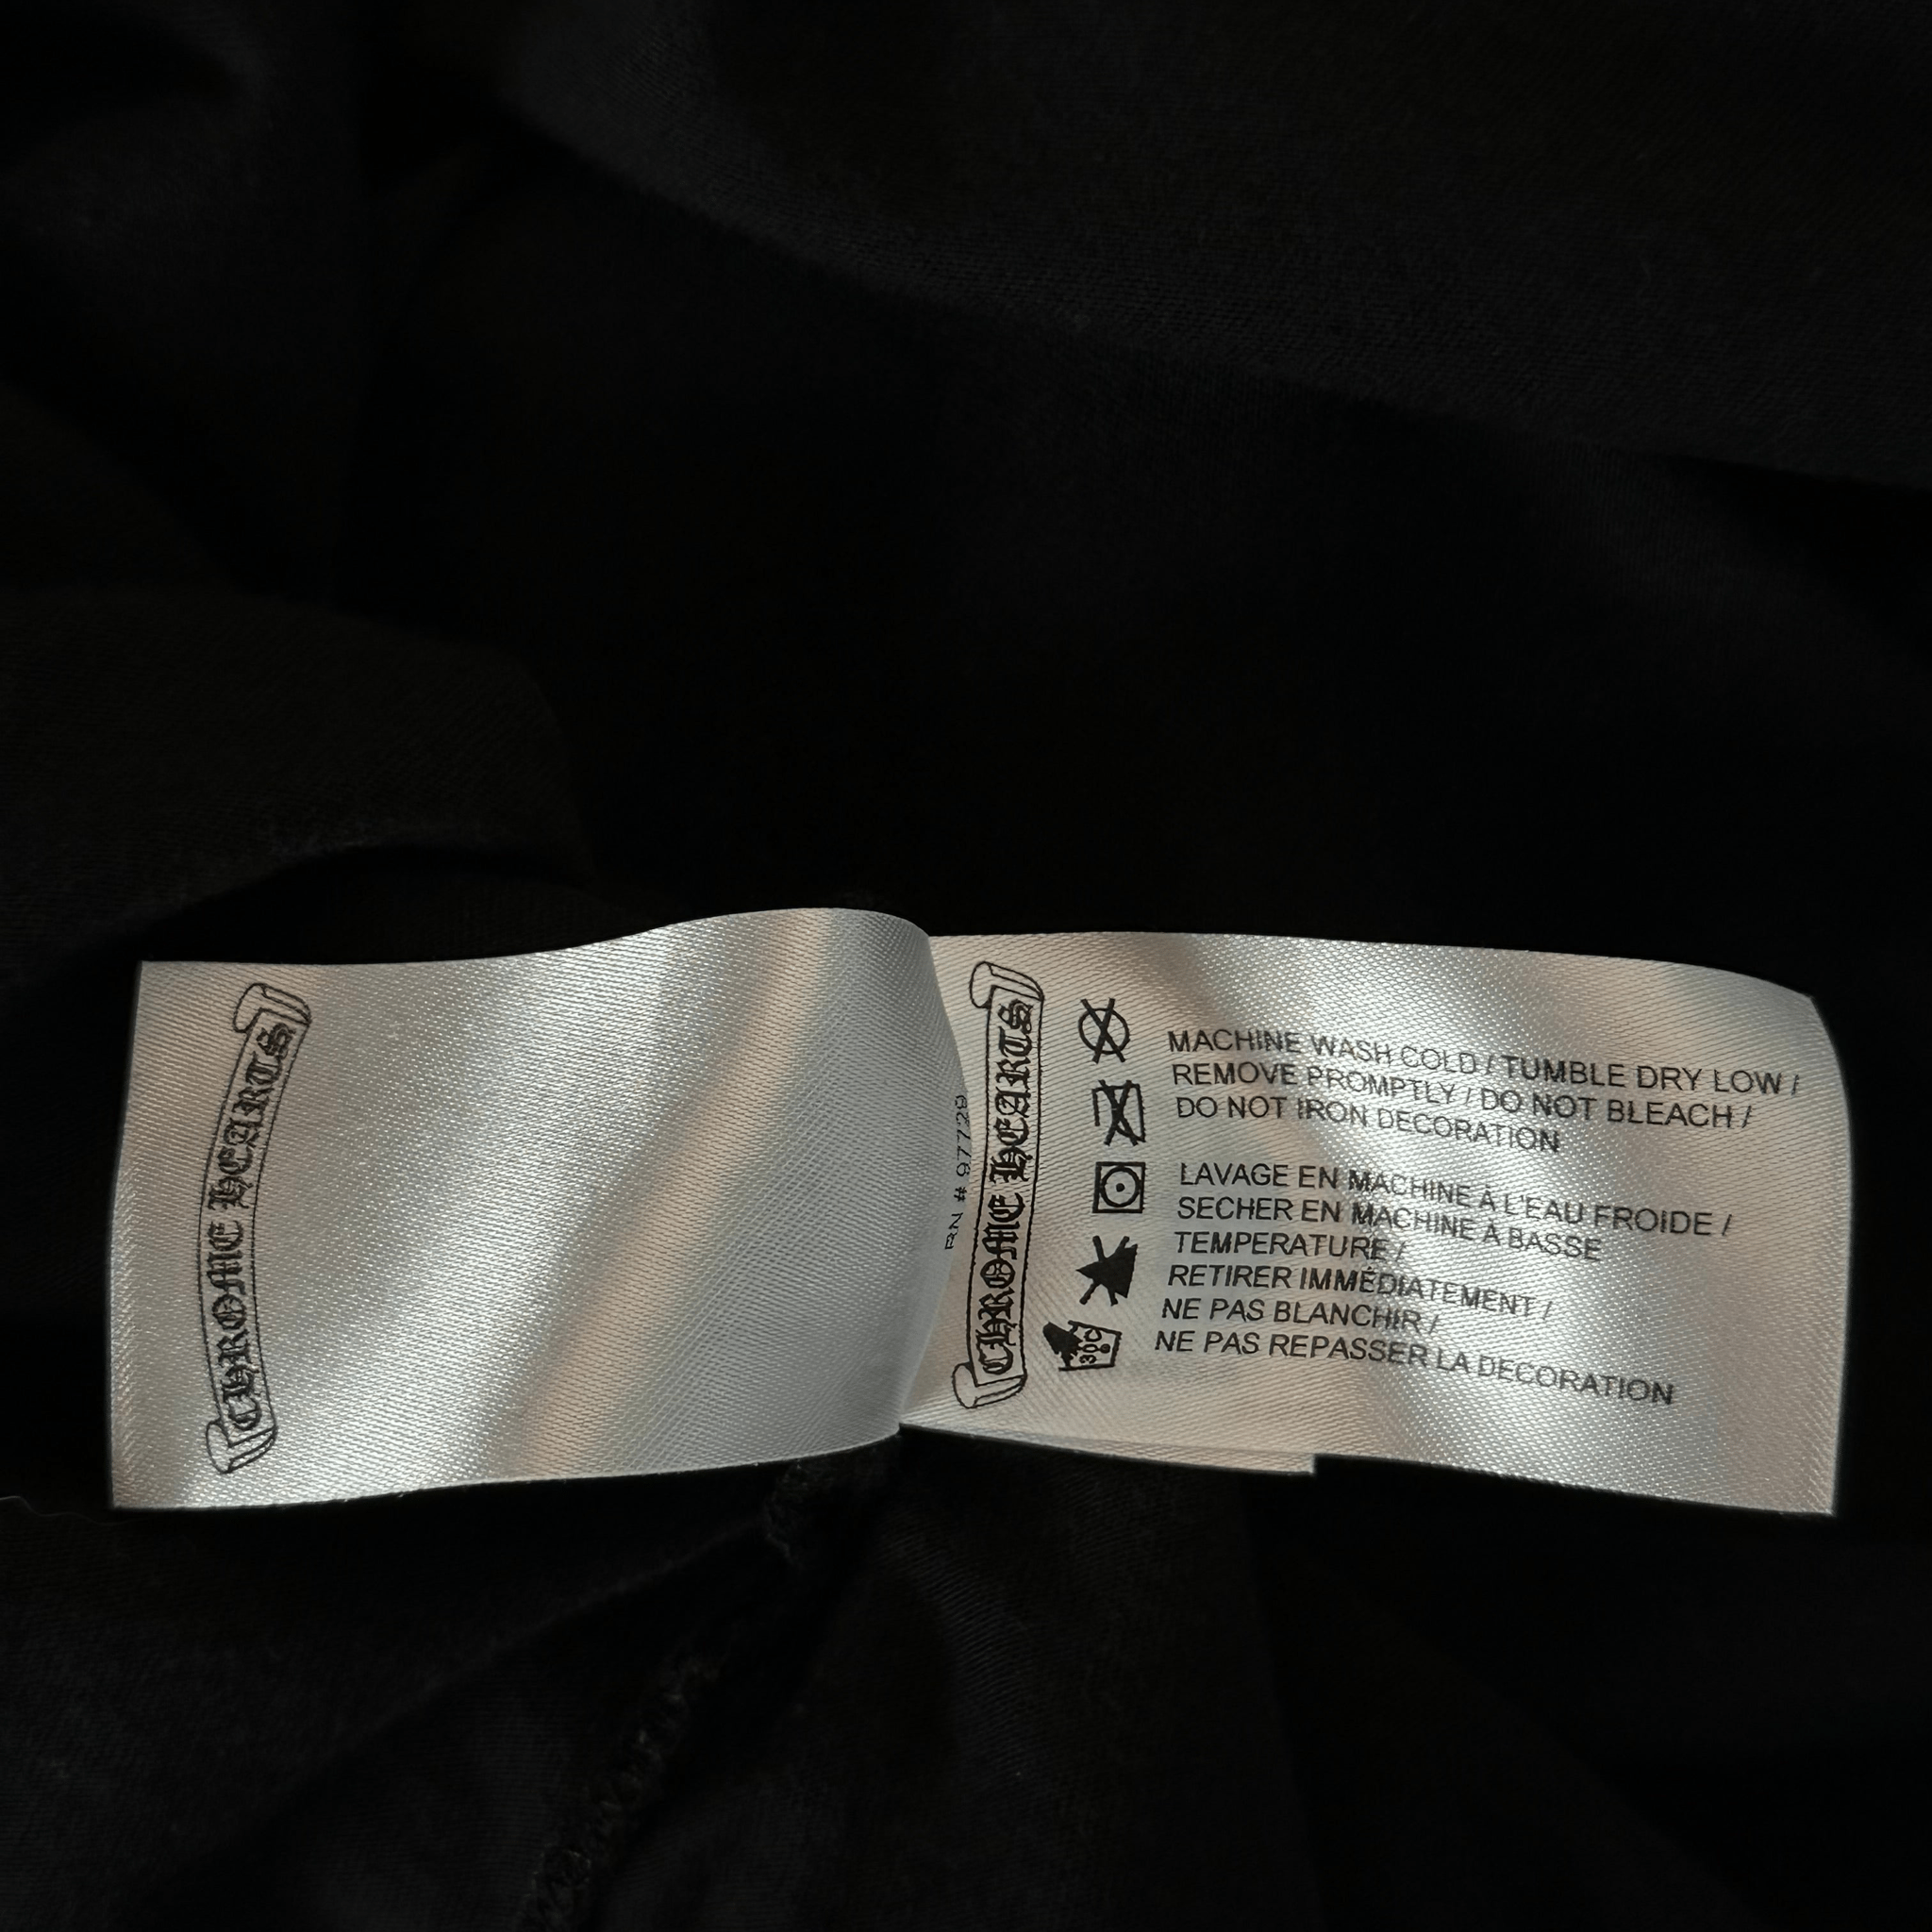 CHROME HEARTS
RN # 67728
CHROME HEARTS
MACHINE WASH COLD / TUMBLE DRY LOW /
REMOVE PROMPTLY / DO NOT BLEACH /
DO NOT IRON DECORATION
LAVAGE EN MACHINE À L'EAU FROIDE /
SECHER EN MACHINE A BASSE
TEMPERATURE /
RETIRER IMMÉDIATEMENT /
NE PAS BLANCHIR /
NE PAS REPASSER LA DECORATION
30C